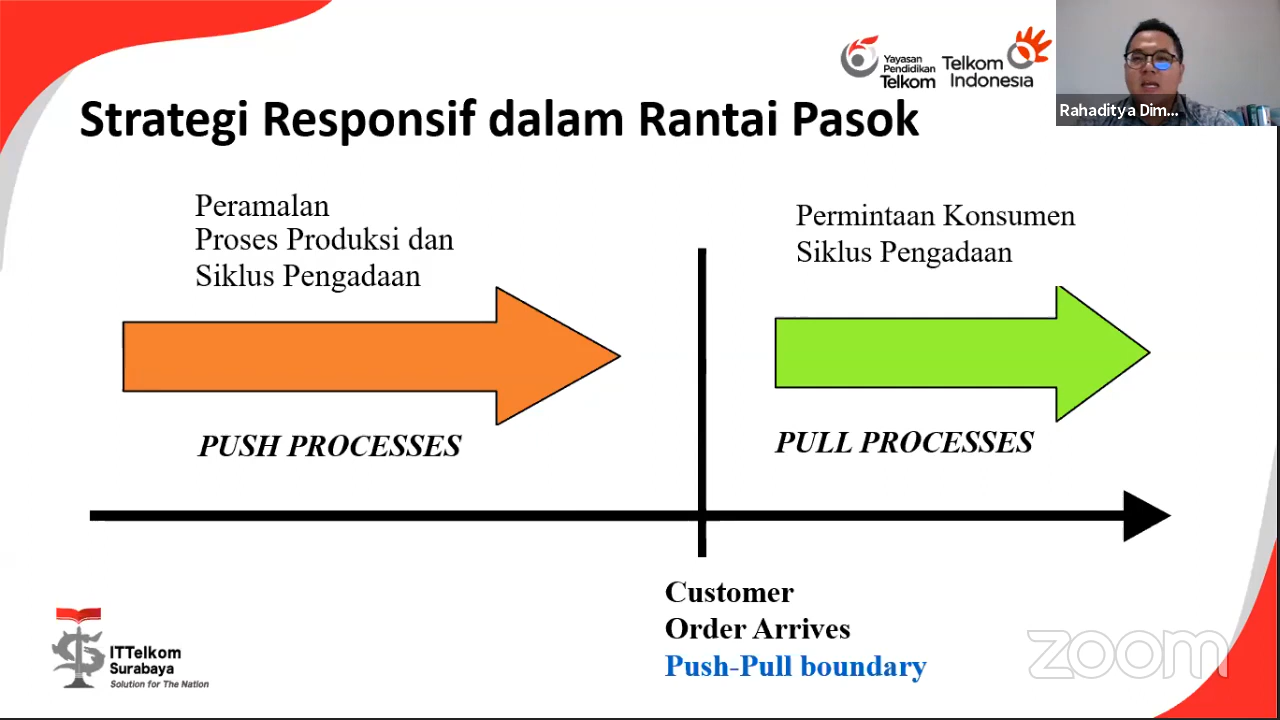 Yayasan
Pendidikan
Telkom
Telkom
Indonesia
Rahaditya Dim...
Strategi Responsif dalam Rantai Pasok
Peramalan
Proses Produksi dan
Siklus Pengadaan
Permintaan Konsumen
Siklus Pengadaan
PUSH PROCESSES
PULL PROCESSES
Customer
Order Arrives
Push-Pull boundary
ITTelkom
Surabaya
Solution for The Nation
zoom